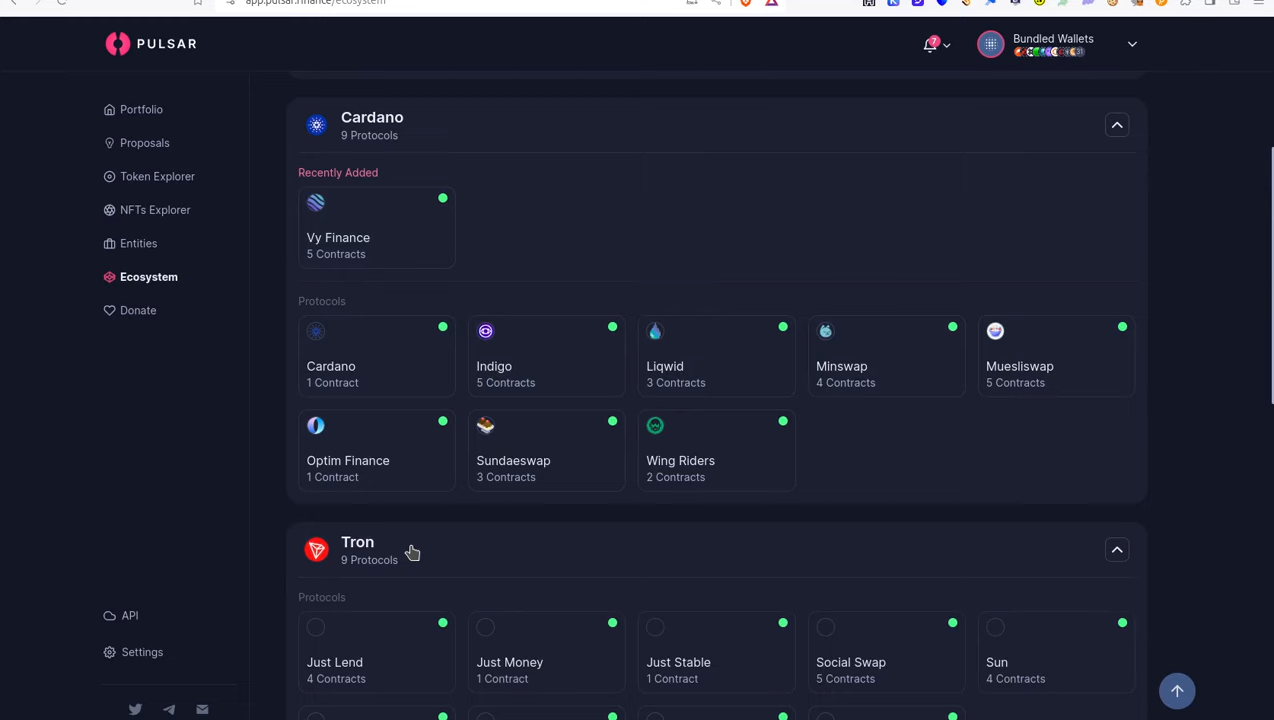 app.pulsar.finance/ecosystem
PULSAR
7
Bundled Wallets
31
Portfolio
Proposals
Token Explorer
NFTs Explorer
Entities
Ecosystem
Donate
API
Settings
Cardano
9 Protocols
Recently Added
Vy Finance
5 Contracts
Protocols
Cardano
1 Contract
Indigo
5 Contracts
Liqwid
3 Contracts
Minswap
4 Contracts
Muesliswap
5 Contracts
Optim Finance
1 Contract
Sundaeswap
3 Contracts
Wing Riders
2 Contracts
Tron
9 Protocols
Protocols
Just Lend
4 Contracts
Just Money
1 Contract
Just Stable
1 Contract
Social Swap
5 Contracts
Sun
4 Contracts